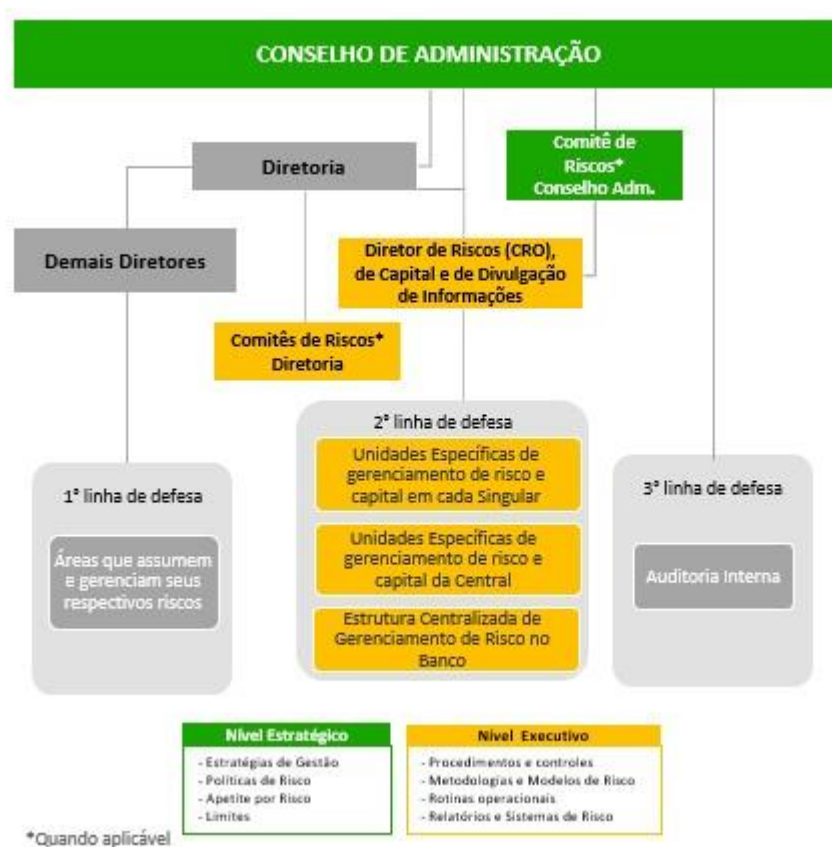 CONSELHO DE ADMINISTRAÇÃO
Comitê de
Riscos*
Conselho Adm.
Diretoria
Demais Diretores
Diretor de Riscos (CRO),
de Capital e de Divulgação
de Informações
Comitês de Riscos*
Diretoria
2° linha de defesa
Unidades Específicas de
gerenciamento de risco e
capital em cada Singular
Unidades Específicas de
gerenciamento de risco e
capital da Central
Estrutura Centralizada de
Gerenciamento de Risco no
Banco
1° linha de defesa
Áreas que assumem
e gerenciam seus
respectivos riscos
3° linha de defesa
Auditoria Interna
Nível Estratégico
- Estratégias de Gestão
- Políticas de Risco
- Apetite por Risco
- Limites
Nível Executivo
- Procedimentos e controles
- Metodologias e Modelos de Risco
- Rotinas operacionais
- Relatórios e Sistemas de Risco
*Quando aplicável